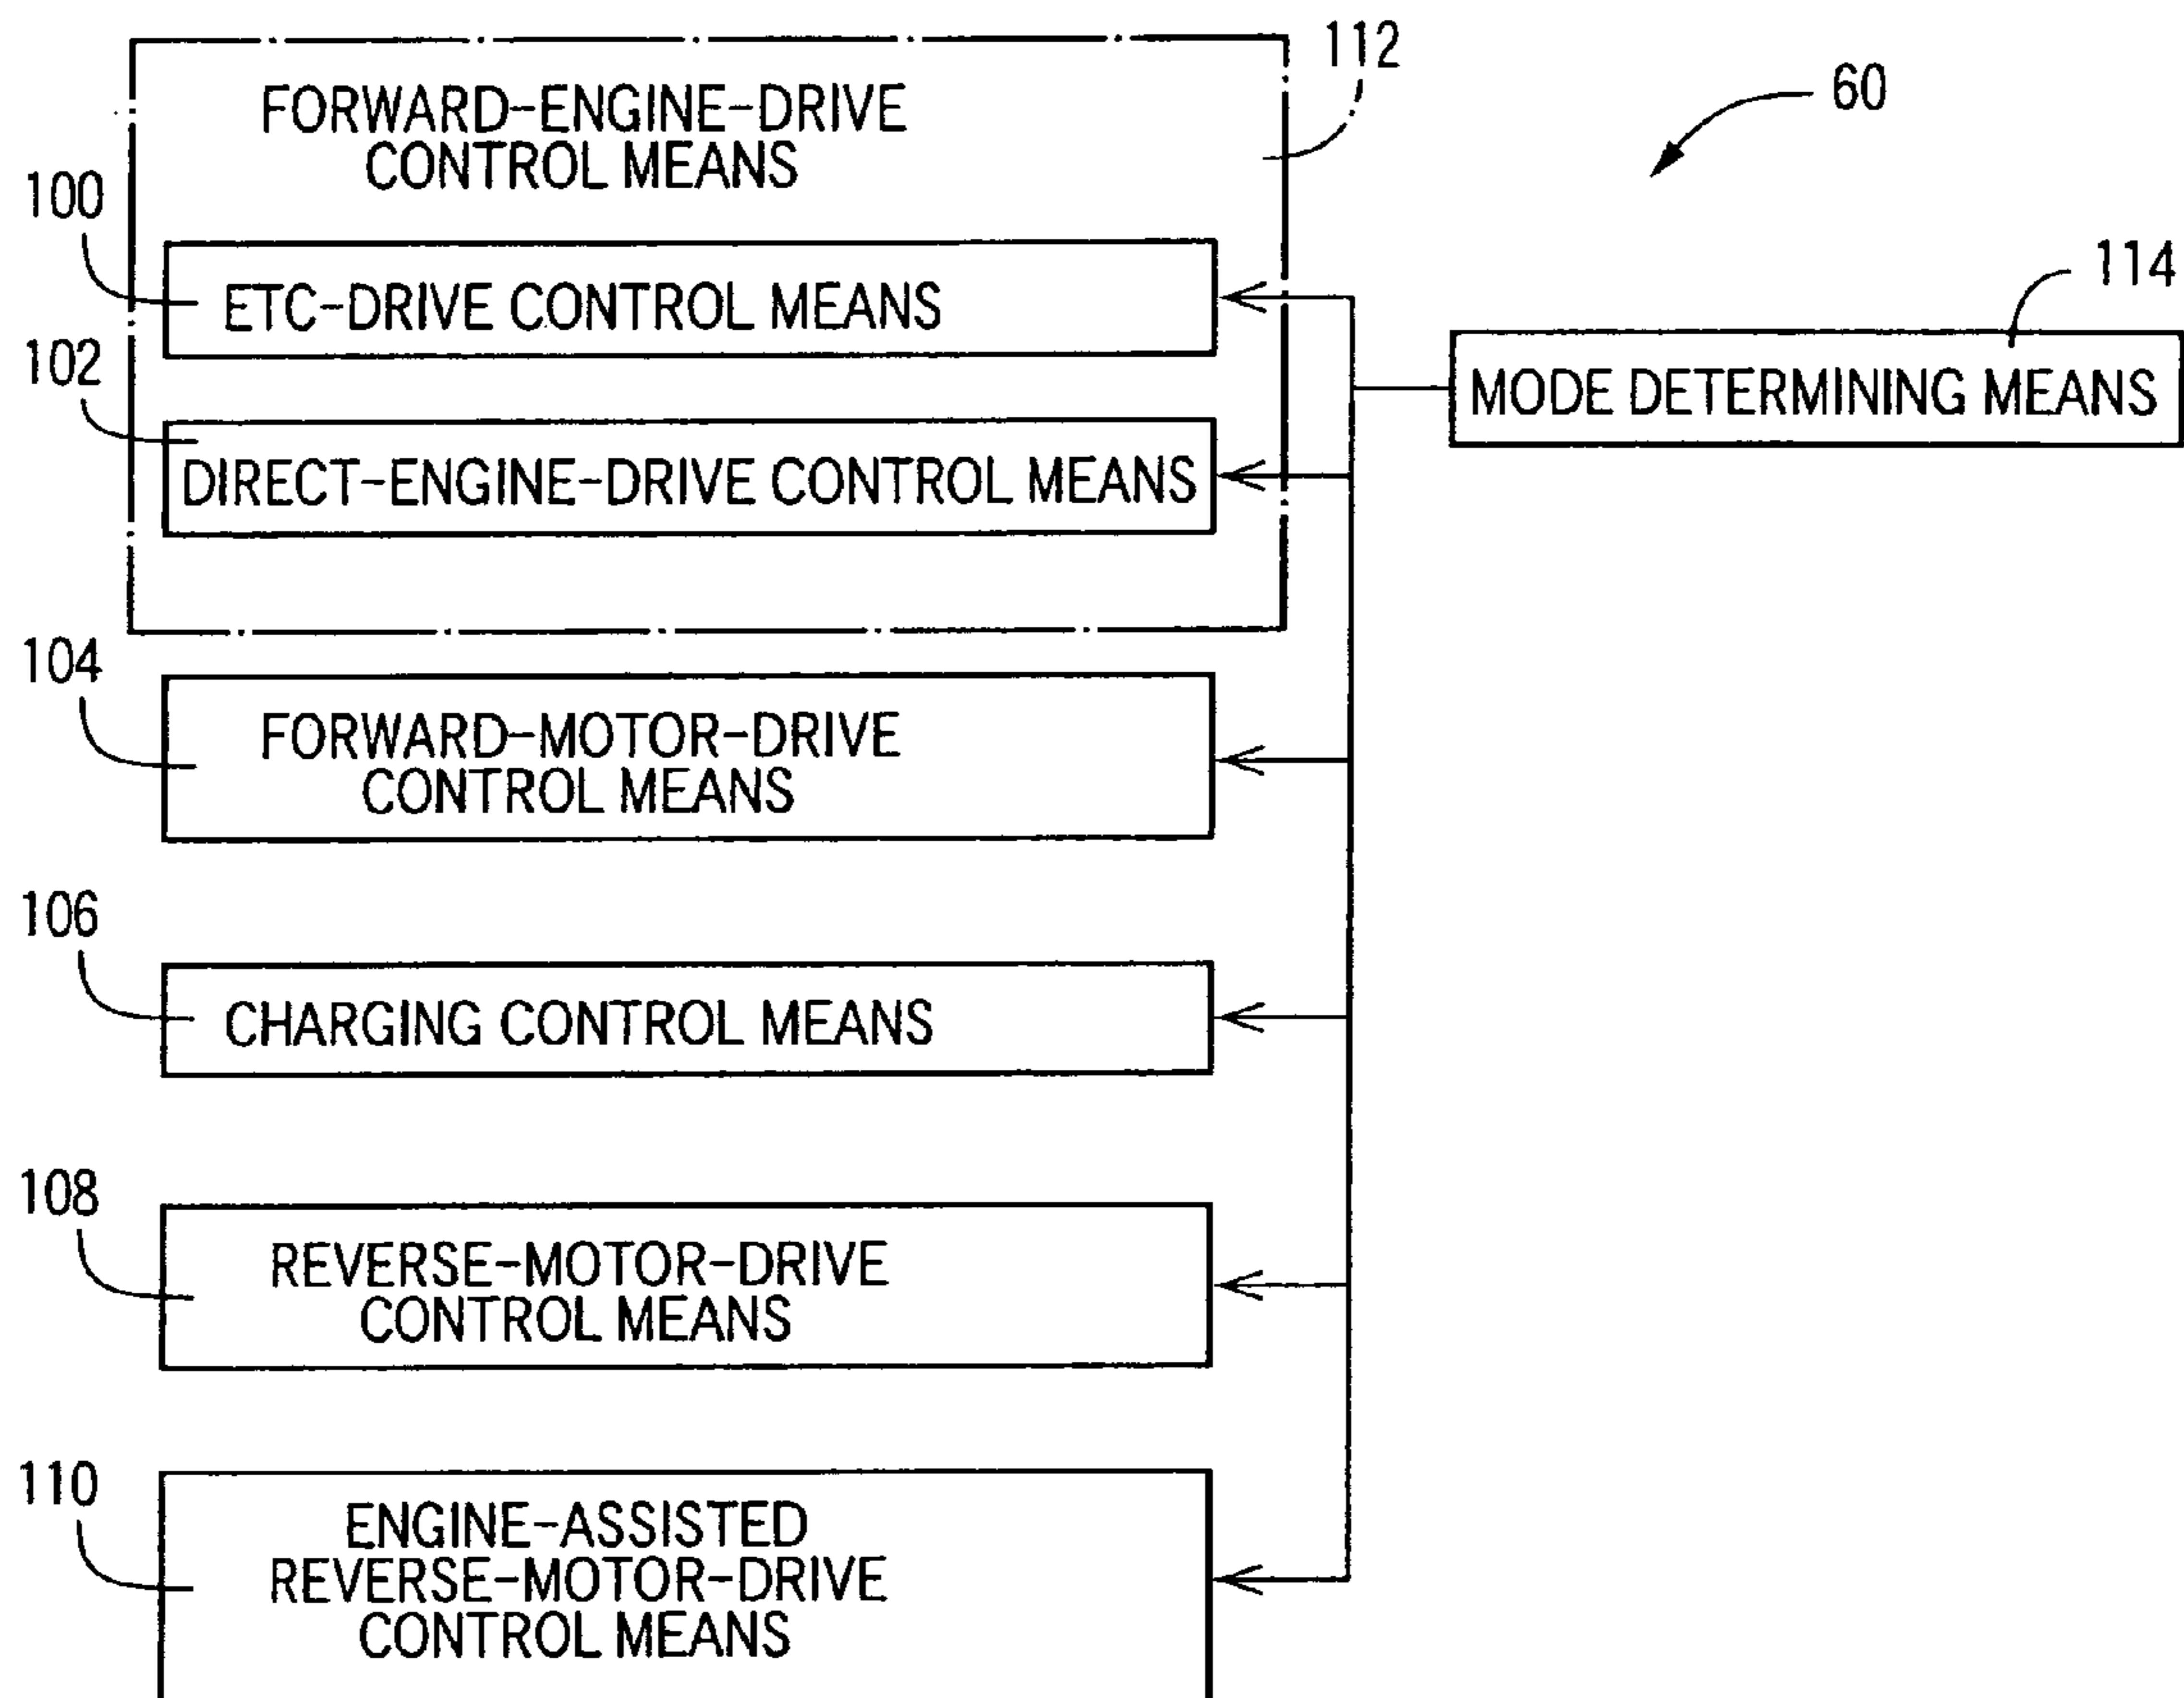 112
60
FORWARD-ENGINE-DRIVE
CONTROL MEANS
100
ETC-DRIVE CONTROL MEANS
114
MODE DETERMINING MEANS
102
DIRECT-ENGINE-DRIVE CONTROL MEANS
104
FORWARD-MOTOR-DRIVE
CONTROL MEANS
106
CHARGING CONTROL MEANS
108
REVERSE-MOTOR-DRIVE
CONTROL MEANS
110
ENGINE-ASSISTED
REVERSE-MOTOR-DRIVE
CONTROL MEANS